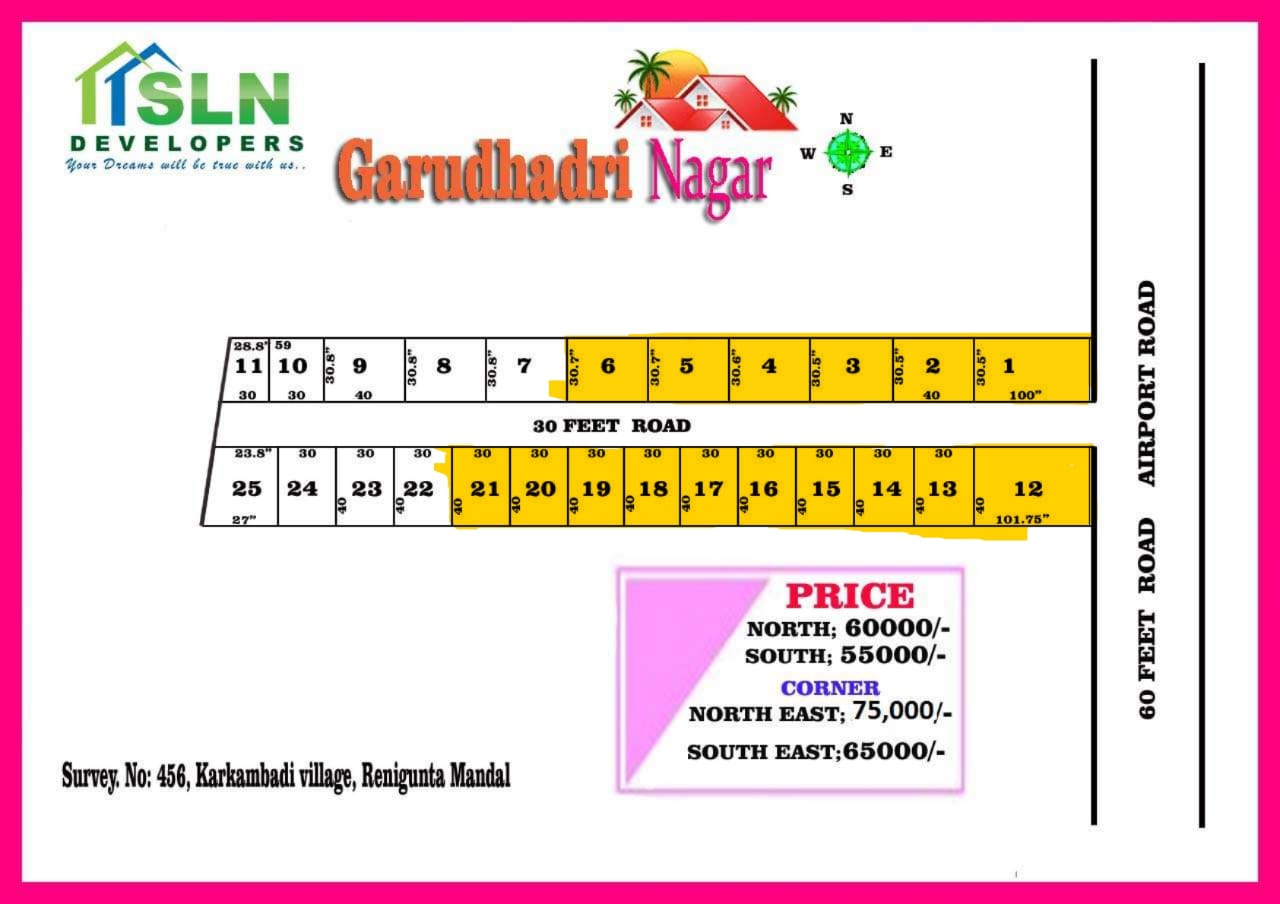 SLN
DEVELOPERS
Your Dreams will be true with us..
Garudhadri Nagar
N
W E
S
28.8" 59
30.8" 30.8" 30.8" 30.7" 30.7" 30.6" 30.5" 30.5" 30.5"
11 10 9 8 7 6 5 4 3 2 1
30 30 40 40 100"
30 FEET ROAD
23.8" 30 30 30 30 30 30 30 30 30 30 30 30
25 24 23 22 21 20 19 18 17 16 15 14 13 12
40 40 40 40 40 40 40 40 40 40 40
27" 101.75"
60 FEET ROAD AIRPORT ROAD
PRICE
NORTH; 60000/-
SOUTH; 55000/-
CORNER
NORTH EAST; 75,000/-
SOUTH EAST;65000/-
Survey. No: 456, Karkambadi village, Renigunta Mandal